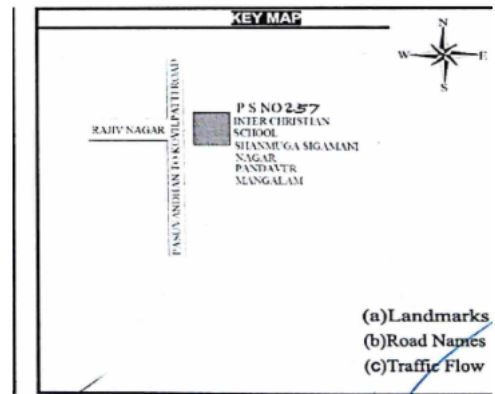 KEY MAP
N
W
E
S
PASUVANDHAN TO KOVILPATTI ROAD
RAJIV NAGAR
P S NO 257
INTER CHRISTIAN
SCHOOL
SHANMUGA SIGAMANI
NAGAR
PANDAVER
MANGALAM
(a)Landmarks
(b)Road Names
(c)Traffic Flow